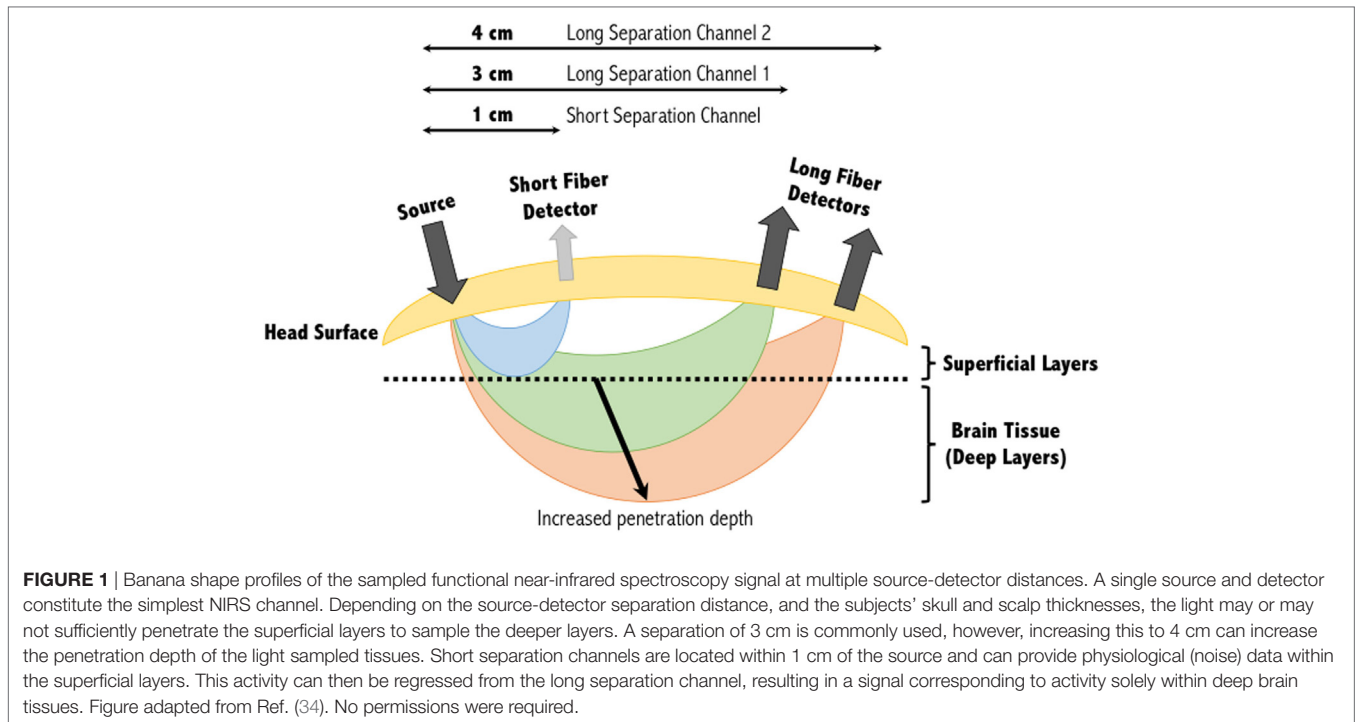 4 cm Long Separation Channel 2
3 cm Long Separation Channel 1
1 cm Short Separation Channel
Source
Short Fiber
Detector
Long Fiber
Detectors
Head Surface
Superficial Layers
Brain Tissue
(Deep Layers)
Increased penetration depth
FIGURE 1 | Banana shape profiles of the sampled functional near-infrared spectroscopy signal at multiple source-detector distances. A single source and detector
constitute the simplest NIRS channel. Depending on the source-detector separation distance, and the subjects' skull and scalp thicknesses, the light may or may
not sufficiently penetrate the superficial layers to sample the deeper layers. A separation of 3 cm is commonly used, however, increasing this to 4 cm can increase
the penetration depth of the light sampled tissues. Short separation channels are located within 1 cm of the source and can provide physiological (noise) data within
the superficial layers. This activity can then be regressed from the long separation channel, resulting in a signal corresponding to activity solely within deep brain
tissues. Figure adapted from Ref. (34). No permissions were required.